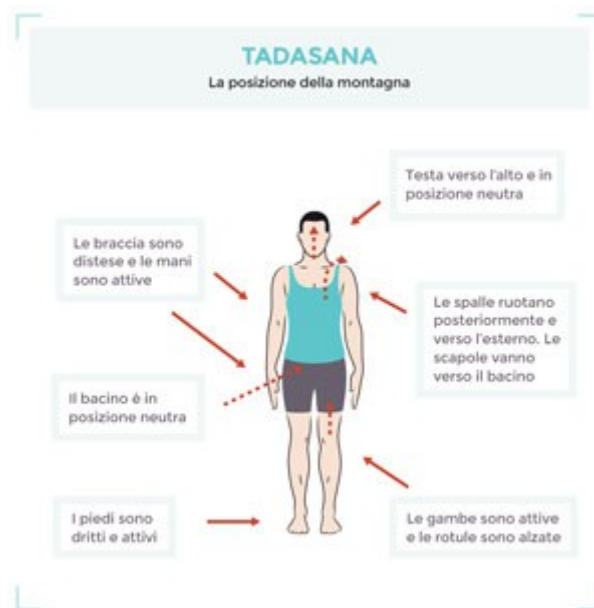 TADASANA
La posizione della montagna
Testa verso l'alto e in
posizione neutra
Le braccia sono
distese e le mani
sono attive
Le spalle ruotano
posteriormente e
verso l'esterno. Le
scapole vanno
verso il bacino
Il bacino è in
posizione neutra
I piedi sono
dritti e attivi
Le gambe sono attive
e le rotule sono alzate